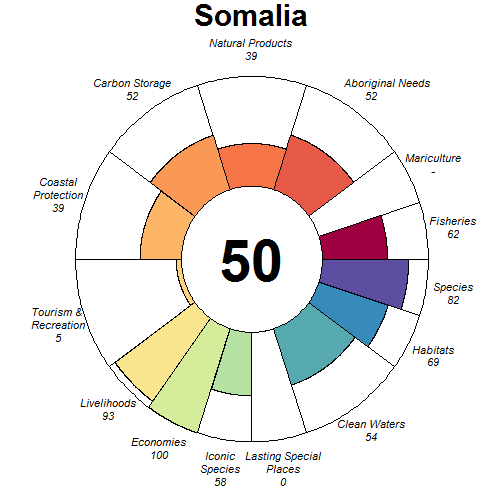 Somalia
Natural Products
39
Carbon Storage
52
Aboriginal Needs
52
Mariculture
-
Coastal
Protection
39
Fisheries
62
50
Species
82
Tourism &
Recreation
5
Habitats
69
Livelihoods
93
Clean Waters
54
Economies
100
Iconic
Species
58
Lasting Special
Places
0